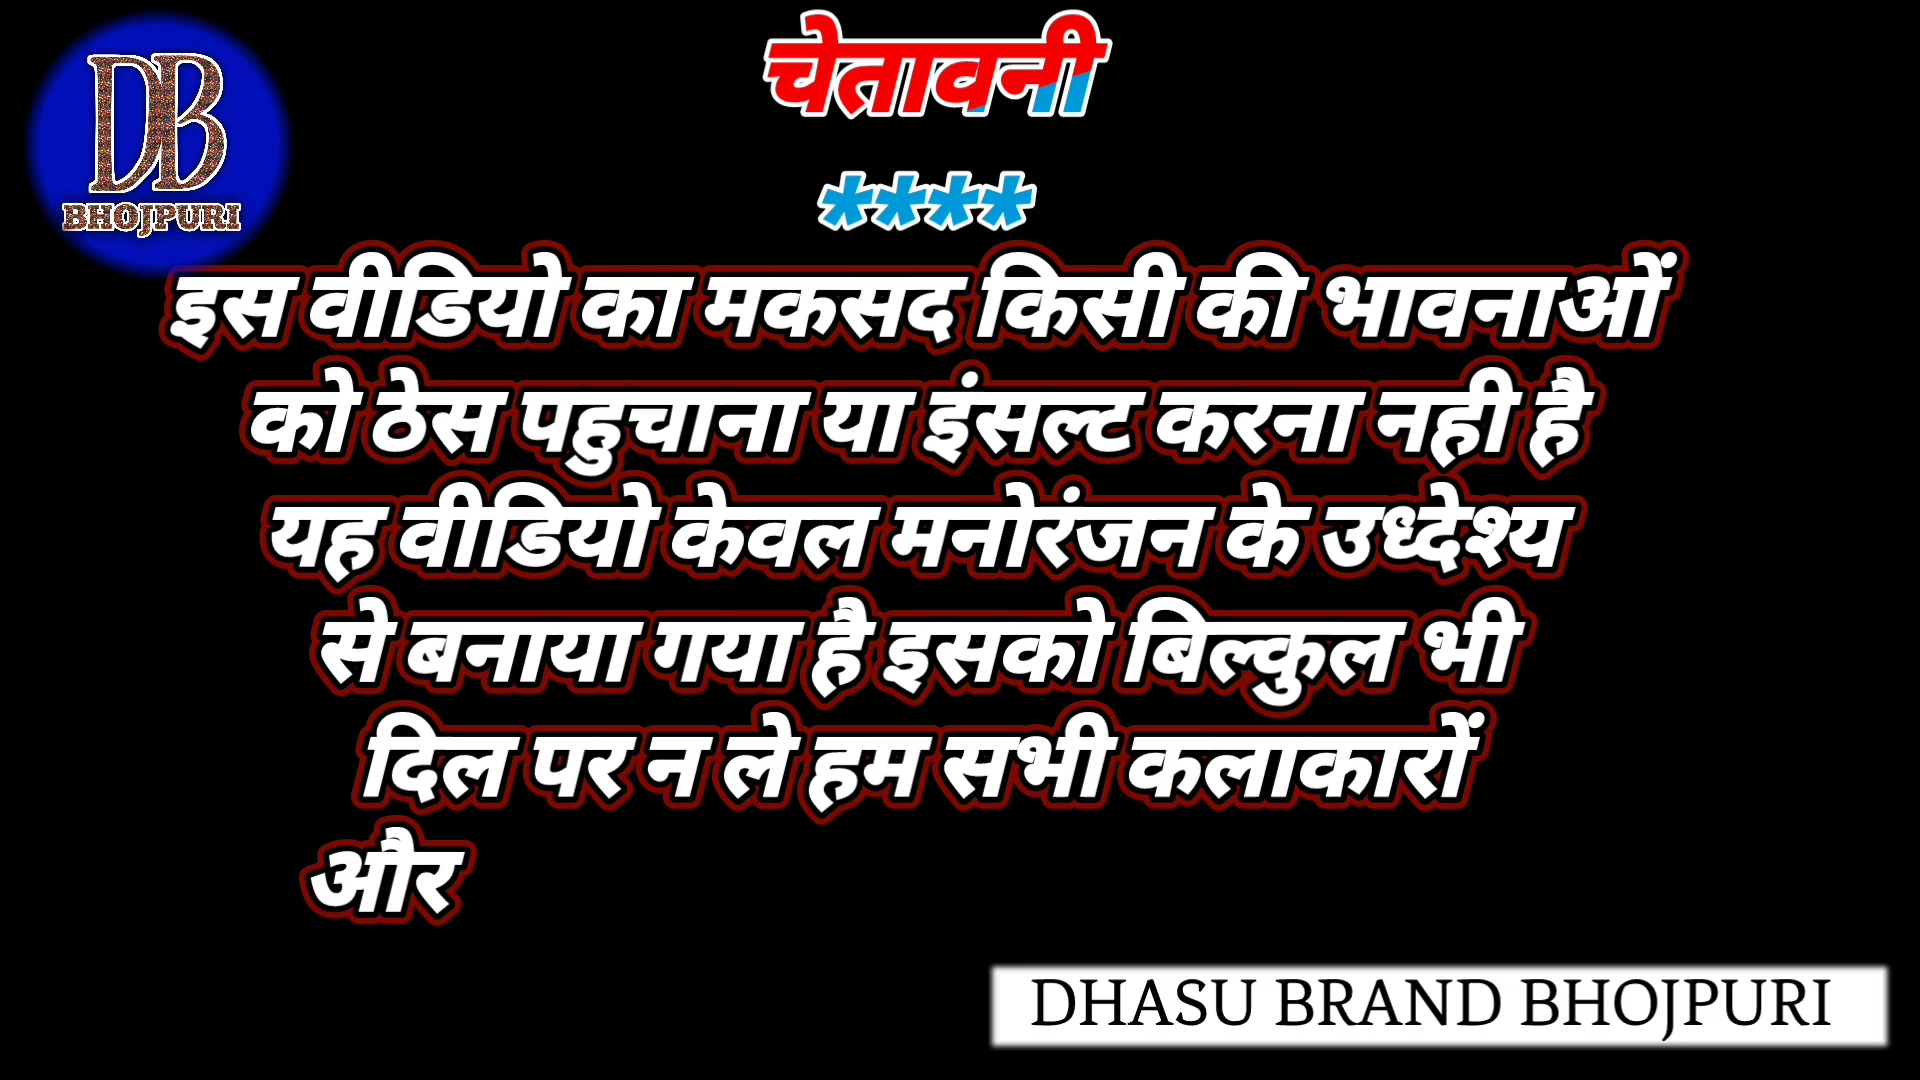 DB
BHOJPURI
चेतावनी
****
इस वीडियो का मकसद किसी की भावनाओं
को ठेस पहुचाना या इंसल्ट करना नही है
यह वीडियो केवल मनोरंजन के उध्देश्य
से बनाया गया है इसको बिल्कुल भी
दिल पर न ले हम सभी कलाकारों
और
DHASU BRAND BHOJPURI